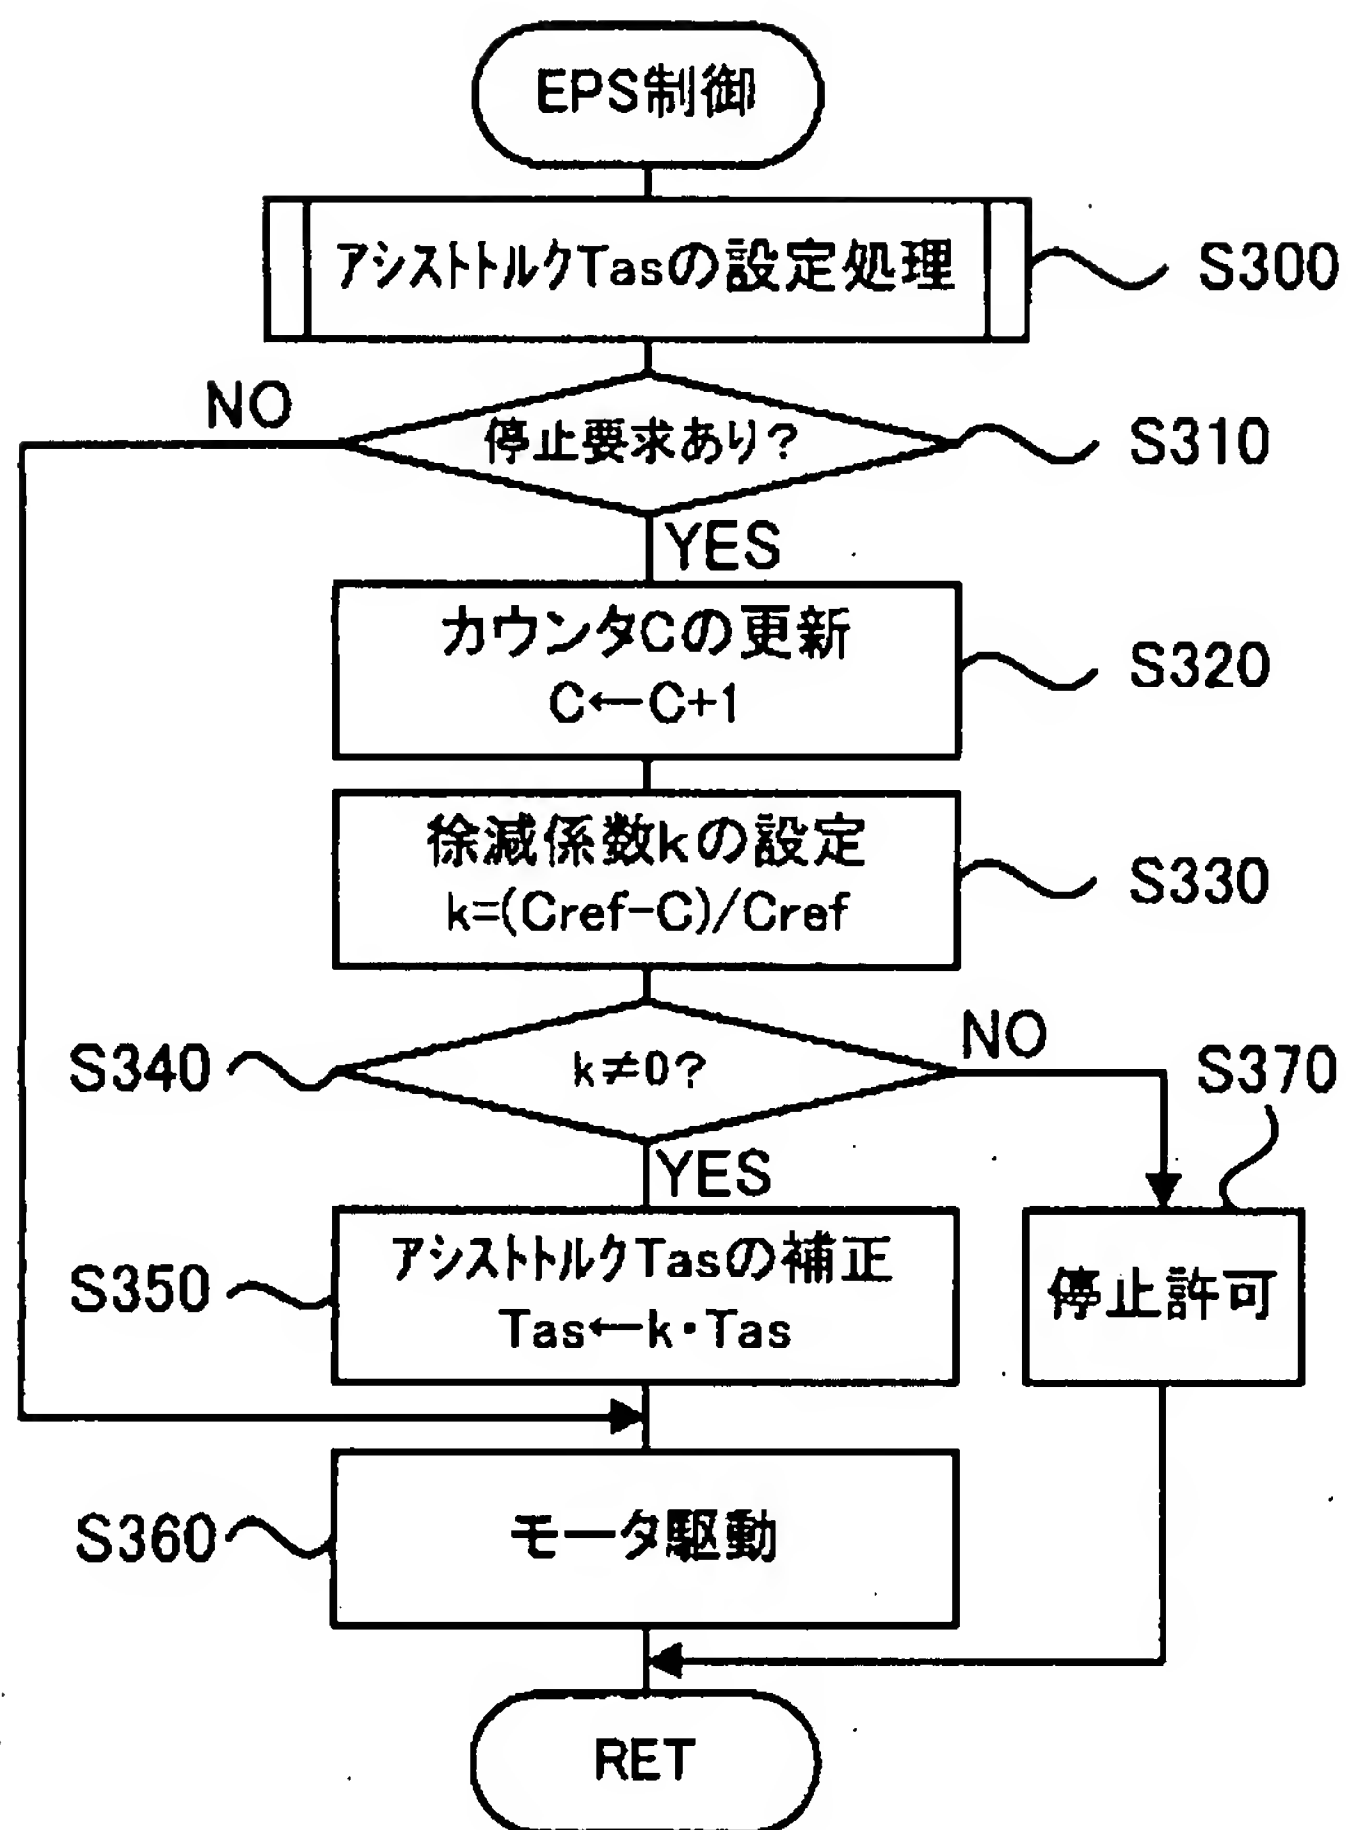 EPS制御
アシストトルクTasの設定処理
S300
NO
停止要求あり?
S310
YES
カウンタCの更新
C←C+1
S320
徐減係数kの設定
k=(Cref-C)/Cref
S330
S340
k≠0?
NO
S370
YES
アシストトルクTasの補正
Tas←k・Tas
S350
停止許可
S360
モータ駆動
RET